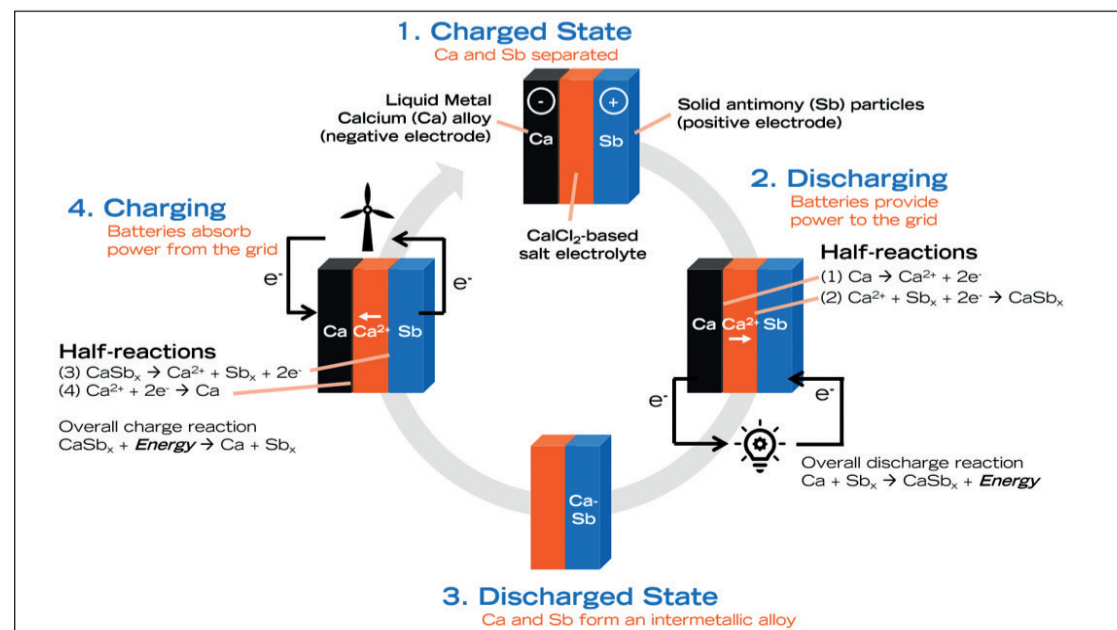 1. Charged State
Ca and Sb separated
Liquid Metal
Calcium (Ca) alloy
(negative electrode)
-
+
Ca
Sb
Solid antimony (Sb) particles
(positive electrode)
CalCl₂-based
salt electrolyte
2. Discharging
Batteries provide
power to the grid
Half-reactions
(1) Ca → Ca²⁺ + 2e⁻
(2) Ca²⁺ + Sbₓ + 2e⁻ → CaSbₓ
Ca
Ca²⁺
Sb
e⁻
e⁻
Overall discharge reaction
Ca + Sbₓ → CaSbₓ + Energy
Ca-
Sb
3. Discharged State
Ca and Sb form an intermetallic alloy
4. Charging
Batteries absorb
power from the grid
e⁻
e⁻
Ca
Ca²⁺
Sb
Half-reactions
(3) CaSbₓ → Ca²⁺ + Sbₓ + 2e⁻
(4) Ca²⁺ + 2e⁻ → Ca
Overall charge reaction
CaSbₓ + Energy → Ca + Sbₓ